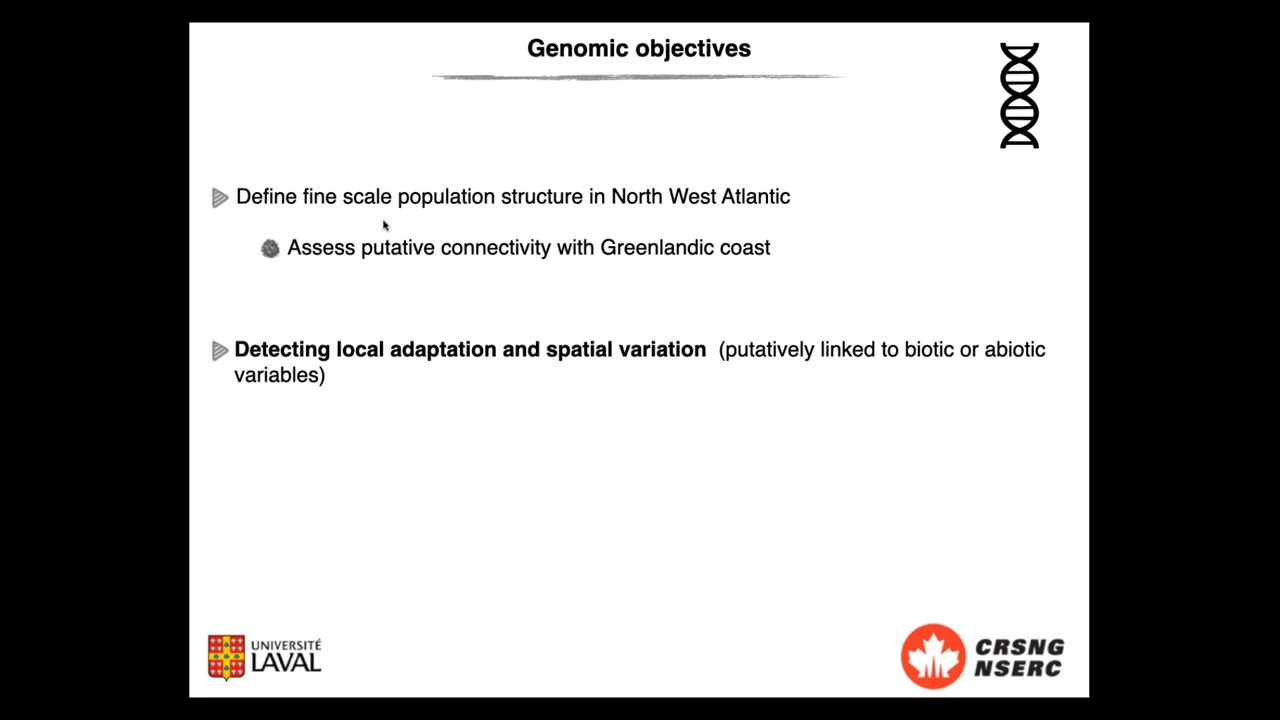 Genomic objectives
Define fine scale population structure in North West Atlantic
Assess putative connectivity with Greenlandic coast
Detecting local adaptation and spatial variation (putatively linked to biotic or abiotic
variables)
UNIVERSITÉ
LAVAL
CRSNG
NSERC